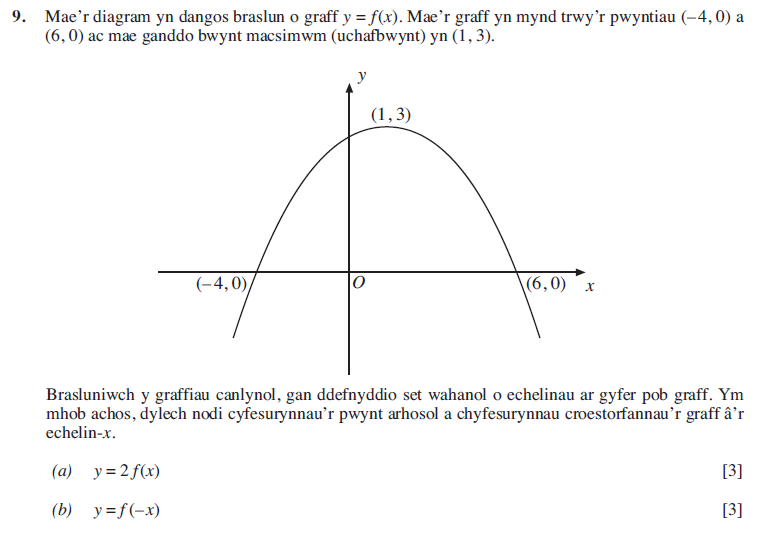 9. Mae’r diagram yn dangos braslun o graff y = f(x). Mae’r graff yn mynd trwy’r pwyntiau (−4, 0) a
(6, 0) ac mae ganddo bwynt macsimwm (uchafbwynt) yn (1, 3).
y
(1, 3)
(−4, 0)
O
(6, 0)
x
Brasluniwch y graffiau canlynol, gan ddefnyddio set wahanol o echelinau ar gyfer pob graff. Ym
mhob achos, dylech nodi cyfesurynnau’r pwynt arhosol a chyfesurynnau croestorfannau’r graff â’r
echelin-x.
(a) y = 2 f(x) [3]
(b) y = f(−x) [3]